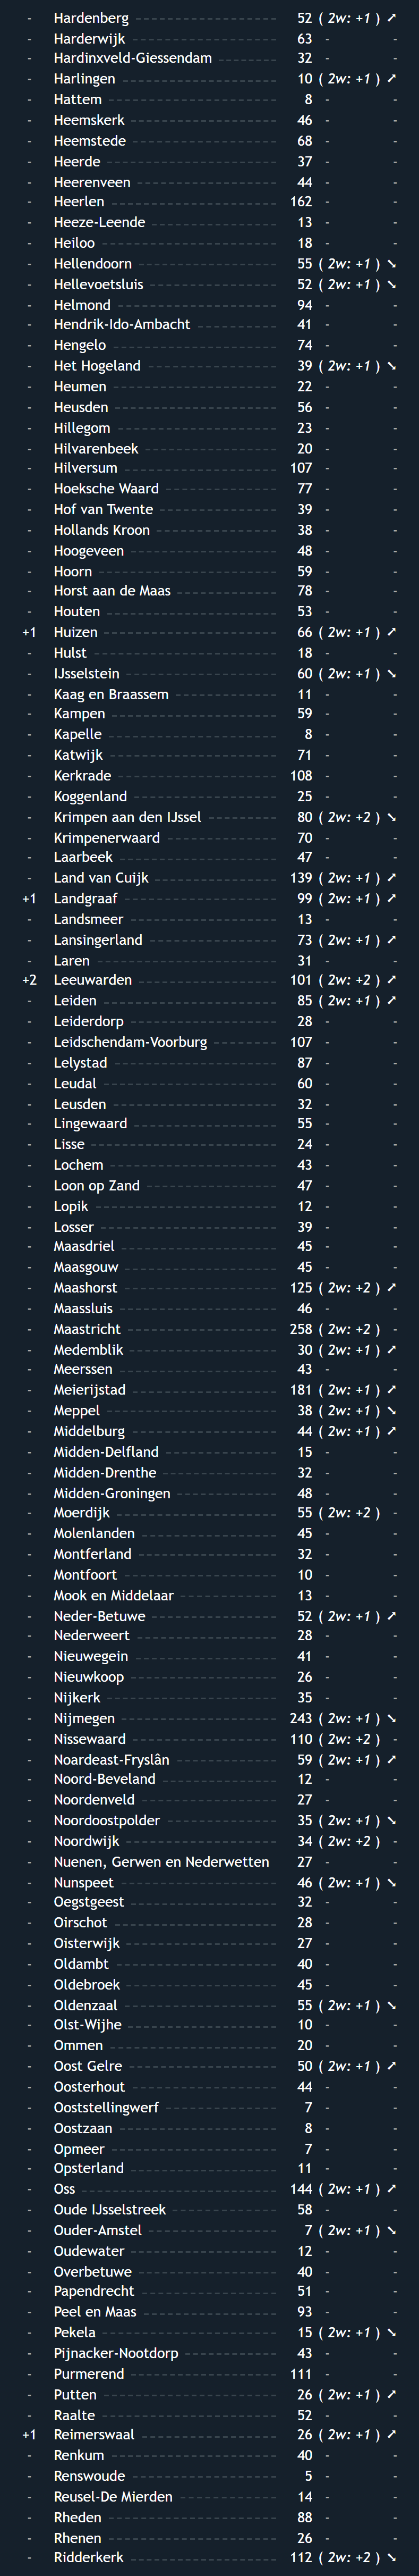 - Hardenberg 52 ( 2w: +1 ) ↗
- Harderwijk 63 - -
- Hardinxveld-Giessendam 32 - -
- Harlingen 10 ( 2w: +1 ) ↗
- Hattem 8 - -
- Heemskerk 46 - -
- Heemstede 68 - -
- Heerde 37 - -
- Heerenveen 44 - -
- Heerlen 162 - -
- Heeze-Leende 13 - -
- Heiloo 18 - -
- Hellendoorn 55 ( 2w: +1 ) ↘
- Hellevoetsluis 52 ( 2w: +1 ) ↘
- Helmond 94 - -
- Hendrik-Ido-Ambacht 41 - -
- Hengelo 74 - -
- Het Hogeland 39 ( 2w: +1 ) ↘
- Heumen 22 - -
- Heusden 56 - -
- Hillegom 23 - -
- Hilvarenbeek 20 - -
- Hilversum 107 - -
- Hoeksche Waard 77 - -
- Hof van Twente 39 - -
- Hollands Kroon 38 - -
- Hoogeveen 48 - -
- Hoorn 59 - -
- Horst aan de Maas 78 - -
- Houten 53 - -
+1 Huizen 66 ( 2w: +1 ) ↗
- Hulst 18 - -
- IJsselstein 60 ( 2w: +1 ) ↘
- Kaag en Braassem 11 - -
- Kampen 59 - -
- Kapelle 8 - -
- Katwijk 71 - -
- Kerkrade 108 - -
- Koggenland 25 - -
- Krimpen aan den IJssel 80 ( 2w: +2 ) ↘
- Krimpenerwaard 70 - -
- Laarbeek 47 - -
- Land van Cuijk 139 ( 2w: +1 ) ↗
+1 Landgraaf 99 ( 2w: +1 ) ↗
- Landsmeer 13 - -
- Lansingerland 73 ( 2w: +1 ) ↗
- Laren 31 - -
+2 Leeuwarden 101 ( 2w: +2 ) ↗
- Leiden 85 ( 2w: +1 ) ↗
- Leiderdorp 28 - -
- Leidschendam-Voorburg 107 - -
- Lelystad 87 - -
- Leudal 60 - -
- Leusden 32 - -
- Lingewaard 55 - -
- Lisse 24 - -
- Lochem 43 - -
- Loon op Zand 47 - -
- Lopik 12 - -
- Losser 39 - -
- Maasdriel 45 - -
- Maasgouw 45 - -
- Maashorst 125 ( 2w: +2 ) ↗
- Maassluis 46 - -
- Maastricht 258 ( 2w: +2 ) -
- Medemblik 30 ( 2w: +1 ) ↗
- Meerssen 43 - -
- Meierijstad 181 ( 2w: +1 ) ↗
- Meppel 38 ( 2w: +1 ) ↘
- Middelburg 44 ( 2w: +1 ) ↗
- Midden-Delfland 15 - -
- Midden-Drenthe 32 - -
- Midden-Groningen 48 - -
- Moerdijk 55 ( 2w: +2 ) -
- Molenlanden 45 - -
- Montferland 32 - -
- Montfoort 10 - -
- Mook en Middelaar 13 - -
- Neder-Betuwe 52 ( 2w: +1 ) ↗
- Nederweert 28 - -
- Nieuwegein 41 - -
- Nieuwkoop 26 - -
- Nijkerk 35 - -
- Nijmegen 243 ( 2w: +1 ) ↘
- Nissewaard 110 ( 2w: +2 ) -
- Noardeast-Fryslân 59 ( 2w: +1 ) ↗
- Noord-Beveland 12 - -
- Noordenveld 27 - -
- Noordoostpolder 35 ( 2w: +1 ) ↘
- Noordwijk 34 ( 2w: +2 ) -
- Nuenen, Gerwen en Nederwetten 27 - -
- Nunspeet 46 ( 2w: +1 ) ↘
- Oegstgeest 32 - -
- Oirschot 28 - -
- Oisterwijk 27 - -
- Oldambt 40 - -
- Oldebroek 45 - -
- Oldenzaal 55 ( 2w: +1 ) ↘
- Olst-Wijhe 10 - -
- Ommen 20 - -
- Oost Gelre 50 ( 2w: +1 ) ↗
- Oosterhout 44 - -
- Ooststellingwerf 7 - -
- Oostzaan 8 - -
- Opmeer 7 - -
- Opsterland 11 - -
- Oss 144 ( 2w: +1 ) ↗
- Oude IJsselstreek 58 - -
- Ouder-Amstel 7 ( 2w: +1 ) ↘
- Oudewater 12 - -
- Overbetuwe 40 - -
- Papendrecht 51 - -
- Peel en Maas 93 - -
- Pekela 15 ( 2w: +1 ) ↘
- Pijnacker-Nootdorp 43 - -
- Purmerend 111 - -
- Putten 26 ( 2w: +1 ) ↗
- Raalte 52 - -
+1 Reimerswaal 26 ( 2w: +1 ) ↗
- Renkum 40 - -
- Renswoude 5 - -
- Reusel-De Mierden 14 - -
- Rheden 88 - -
- Rhenen 26 - -
- Ridderkerk 112 ( 2w: +2 ) ↘